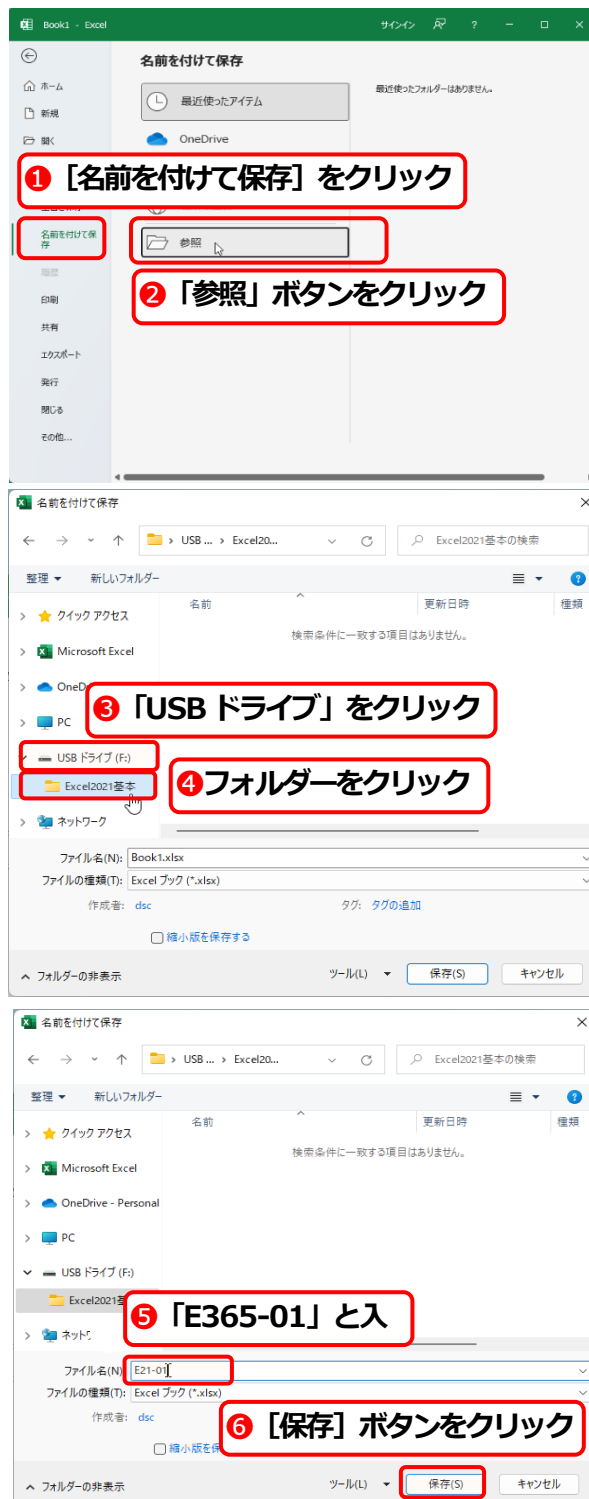 Book1 - Excel
サインイン
?
名前を付けて保存
ホーム
最近使ったアイテム
最近使ったフォルダーはありません。
新規
開く
OneDrive
❶［名前を付けて保存］をクリック
名前を付けて保
存
参照
❷「参照」ボタンをクリック
履歴
印刷
共有
エクスポート
発行
閉じる
その他...
名前を付けて保存
USB ... › Excel20...
Excel2021基本の検索
整理
新しいフォルダー
名前
更新日時
種類
クイック アクセス
検索条件に一致する項目はありません。
Microsoft Excel
PC
❸「USB ドライブ」をクリック
USB ドライブ (F:)
Excel2021基本
❹フォルダーをクリック
ネットワーク
ファイル名(N): Book1.xlsx
ファイルの種類(T): Excel ブック (*.xlsx)
作成者: dsc
タグ: タグの追加
縮小版を保存する
フォルダーの非表示
ツール(L)
保存(S)
キャンセル
名前を付けて保存
USB ... › Excel20...
Excel2021基本の検索
整理
新しいフォルダー
名前
更新日時
種類
クイック アクセス
検索条件に一致する項目はありません。
Microsoft Excel
OneDrive - Personal
PC
USB ドライブ (F:)
Excel2021
❺「E365-01」と入
ネット
ファイル名(N) E21-01
ファイルの種類(T): Excel ブック (*.xlsx)
作成者: dsc
❻［保存］ボタンをクリック
縮小版を保
フォルダーの非表示
ツール(L)
保存(S)
キャンセル